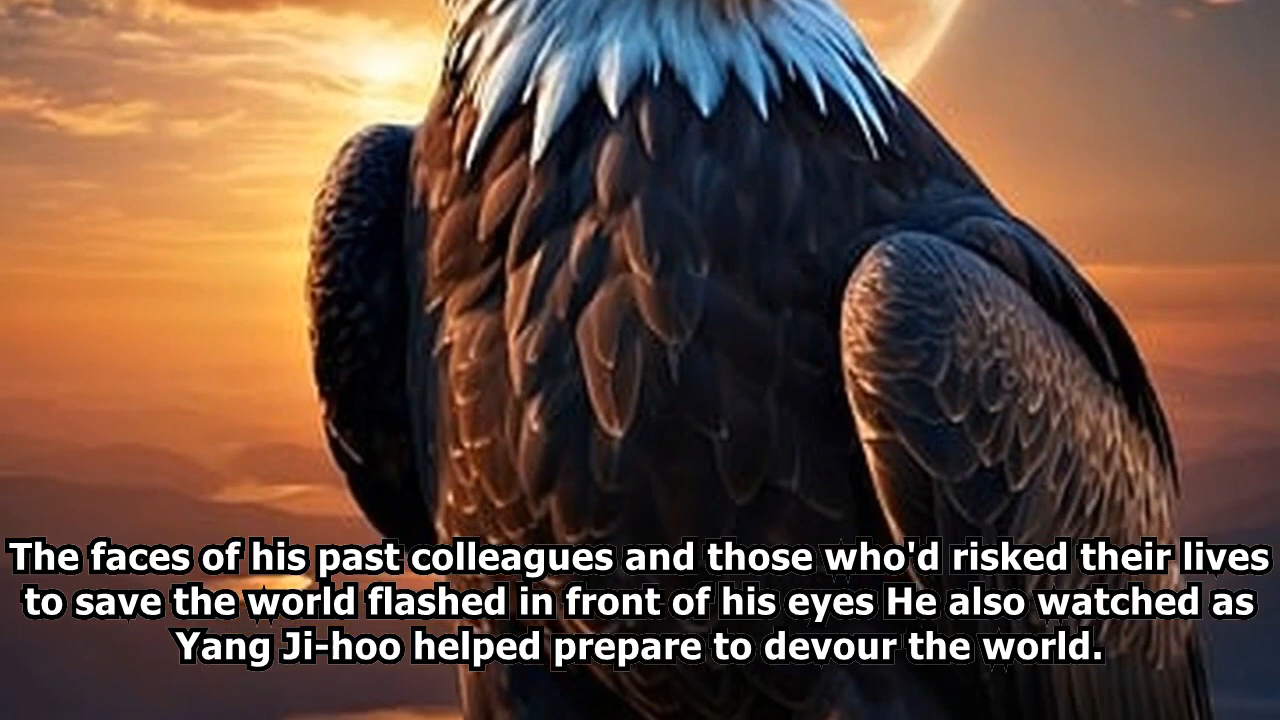 The faces of his past colleagues and those who'd risked their lives
to save the world flashed in front of his eyes He also watched as
Yang Ji-hoo helped prepare to devour the world.